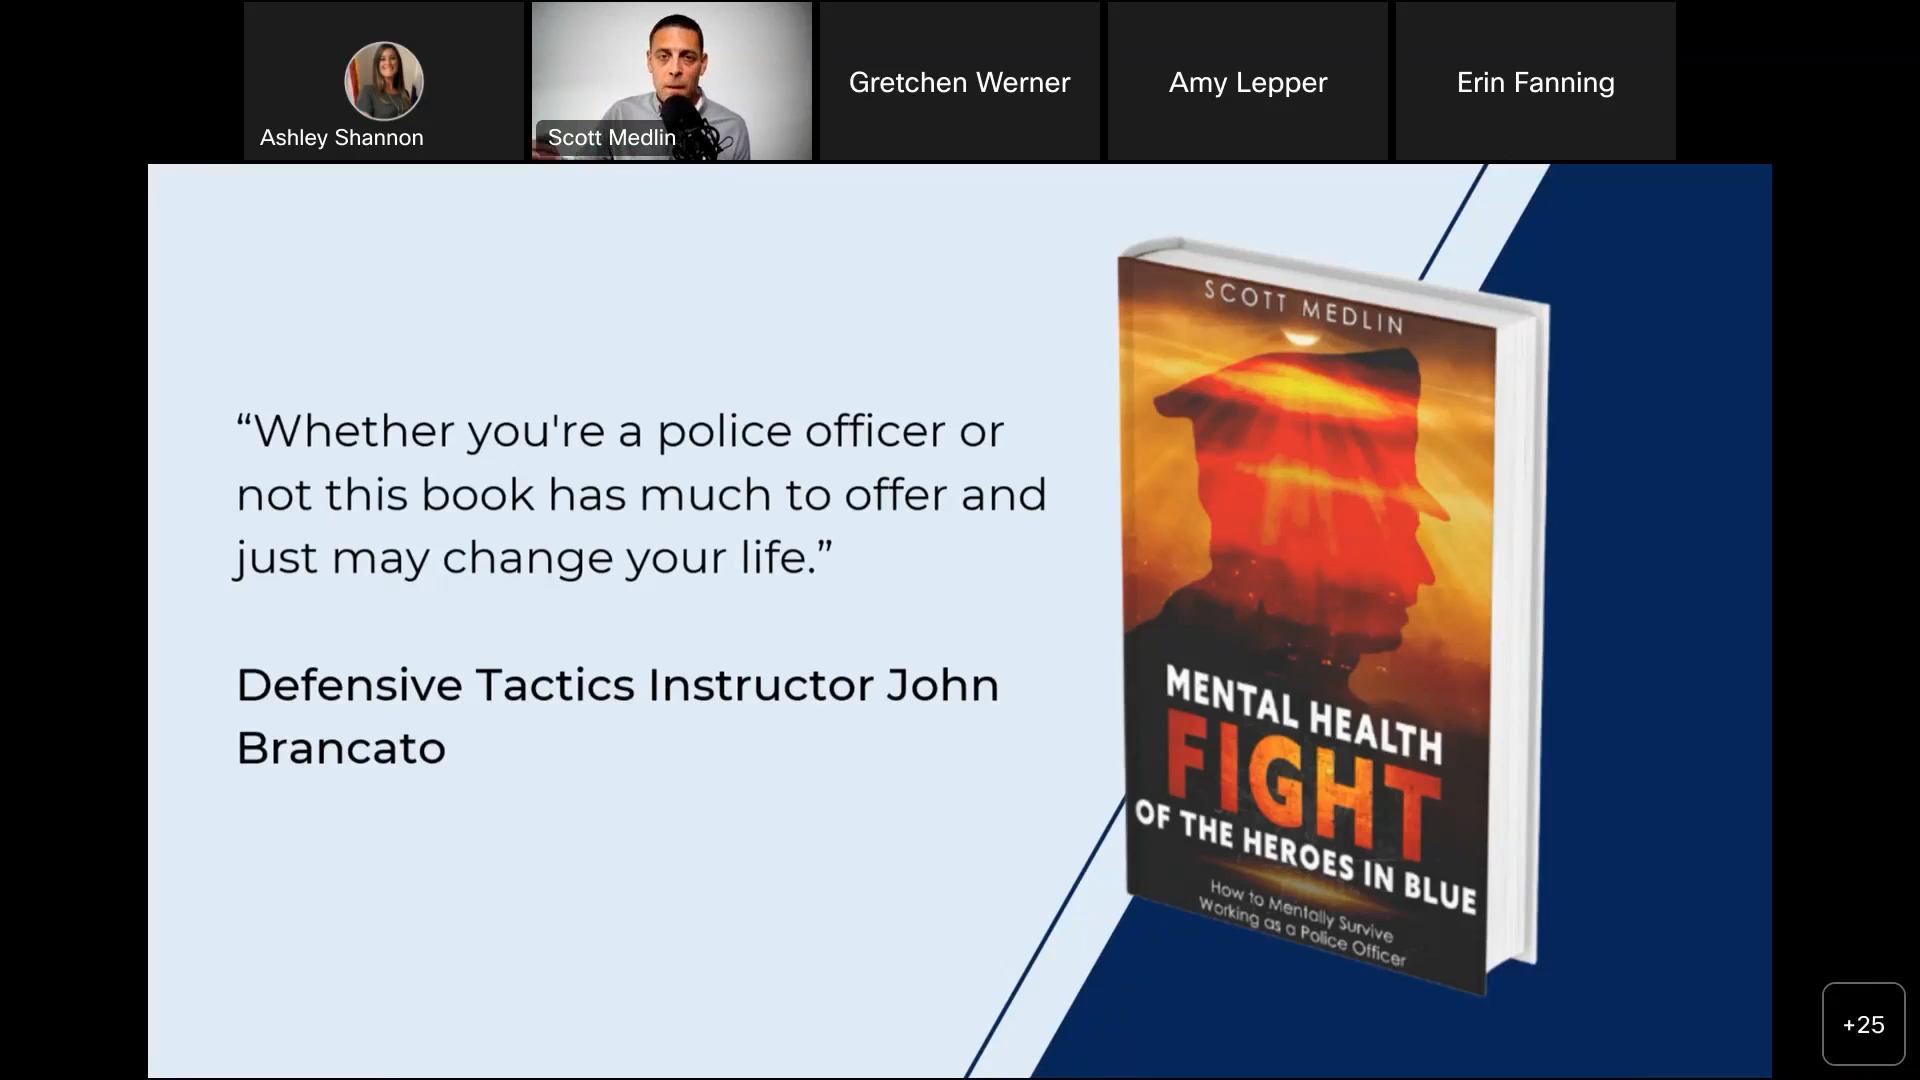 Ashley Shannon
Scott Medlin
Gretchen Werner
Amy Lepper
Erin Fanning
“Whether you're a police officer or
not this book has much to offer and
just may change your life.”
Defensive Tactics Instructor John
Brancato
SCOTT MEDLIN
MENTAL HEALTH
FIGHT
OF THE HEROES IN BLUE
How to Mentally Survive
Working as a Police Officer
+25